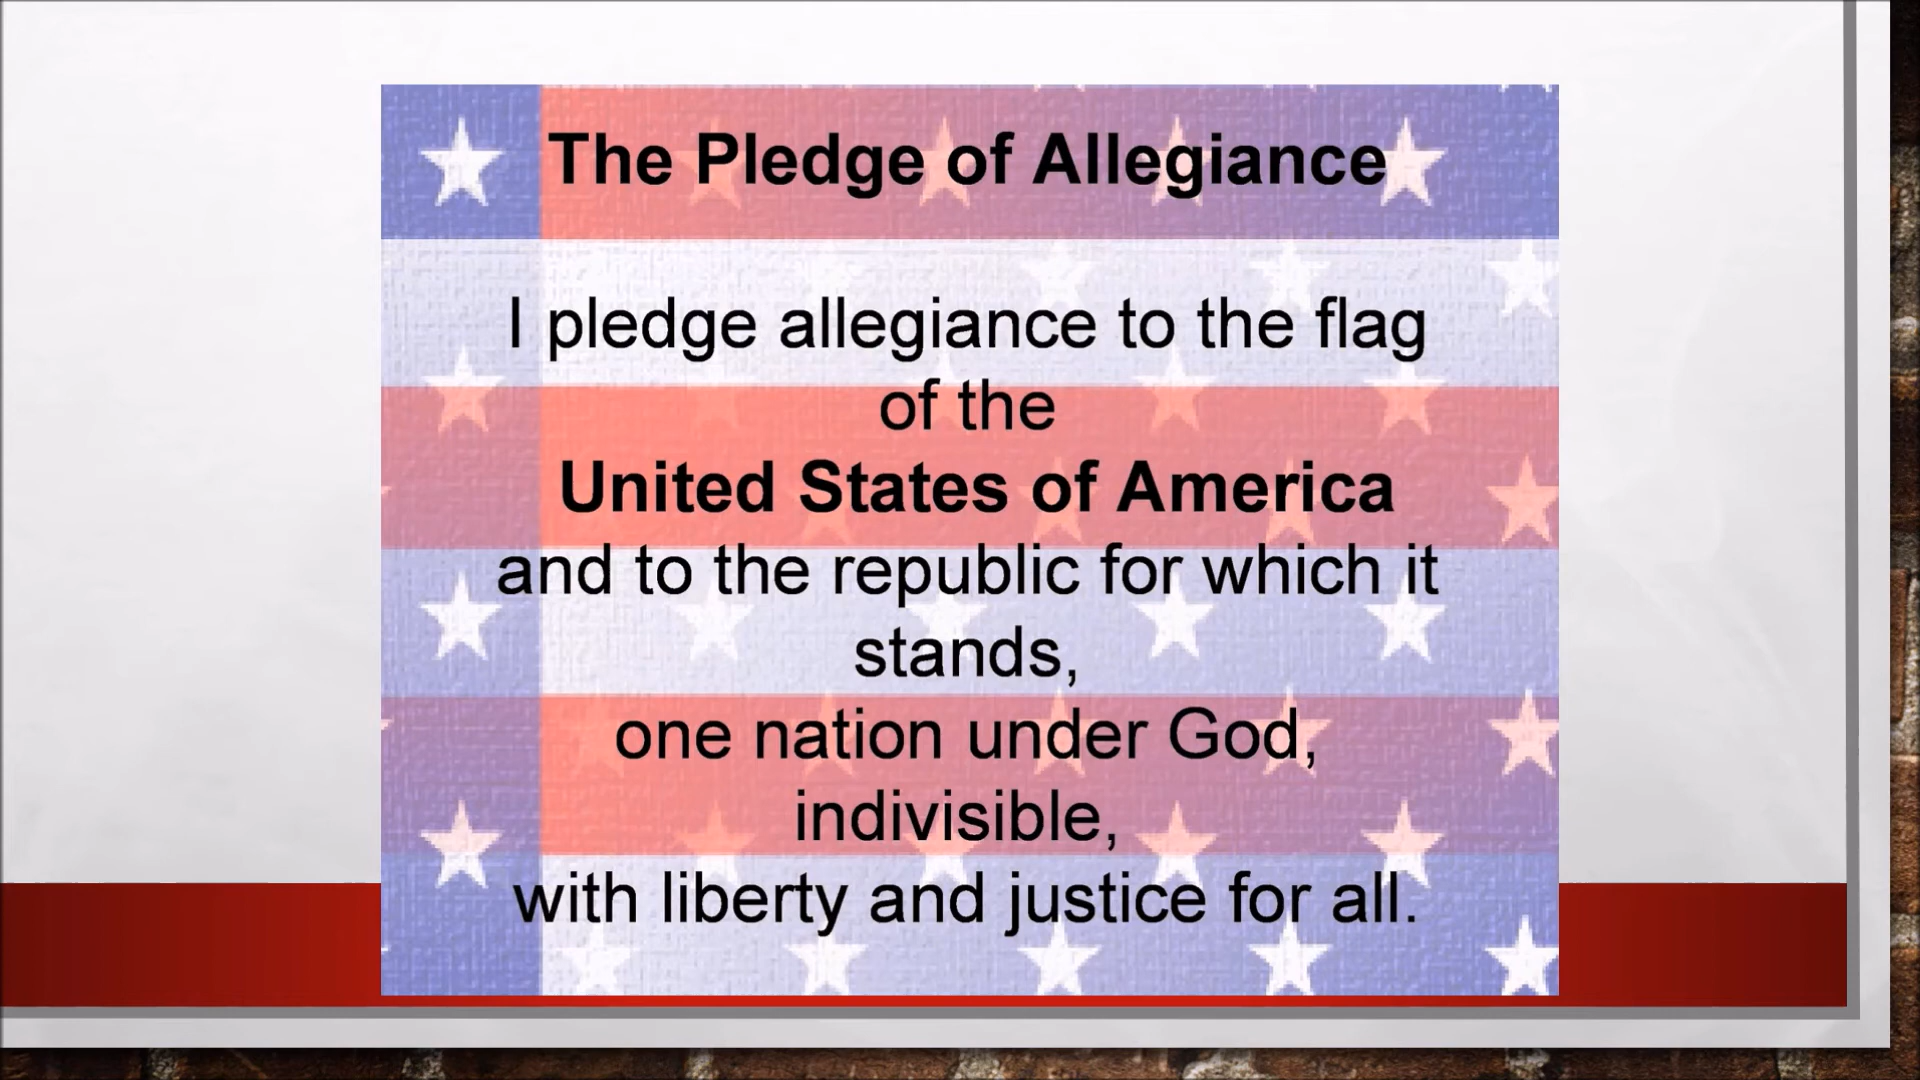 The Pledge of Allegiance
I pledge allegiance to the flag
of the
United States of America
and to the republic for which it
stands,
one nation under God,
indivisible,
with liberty and justice for all.